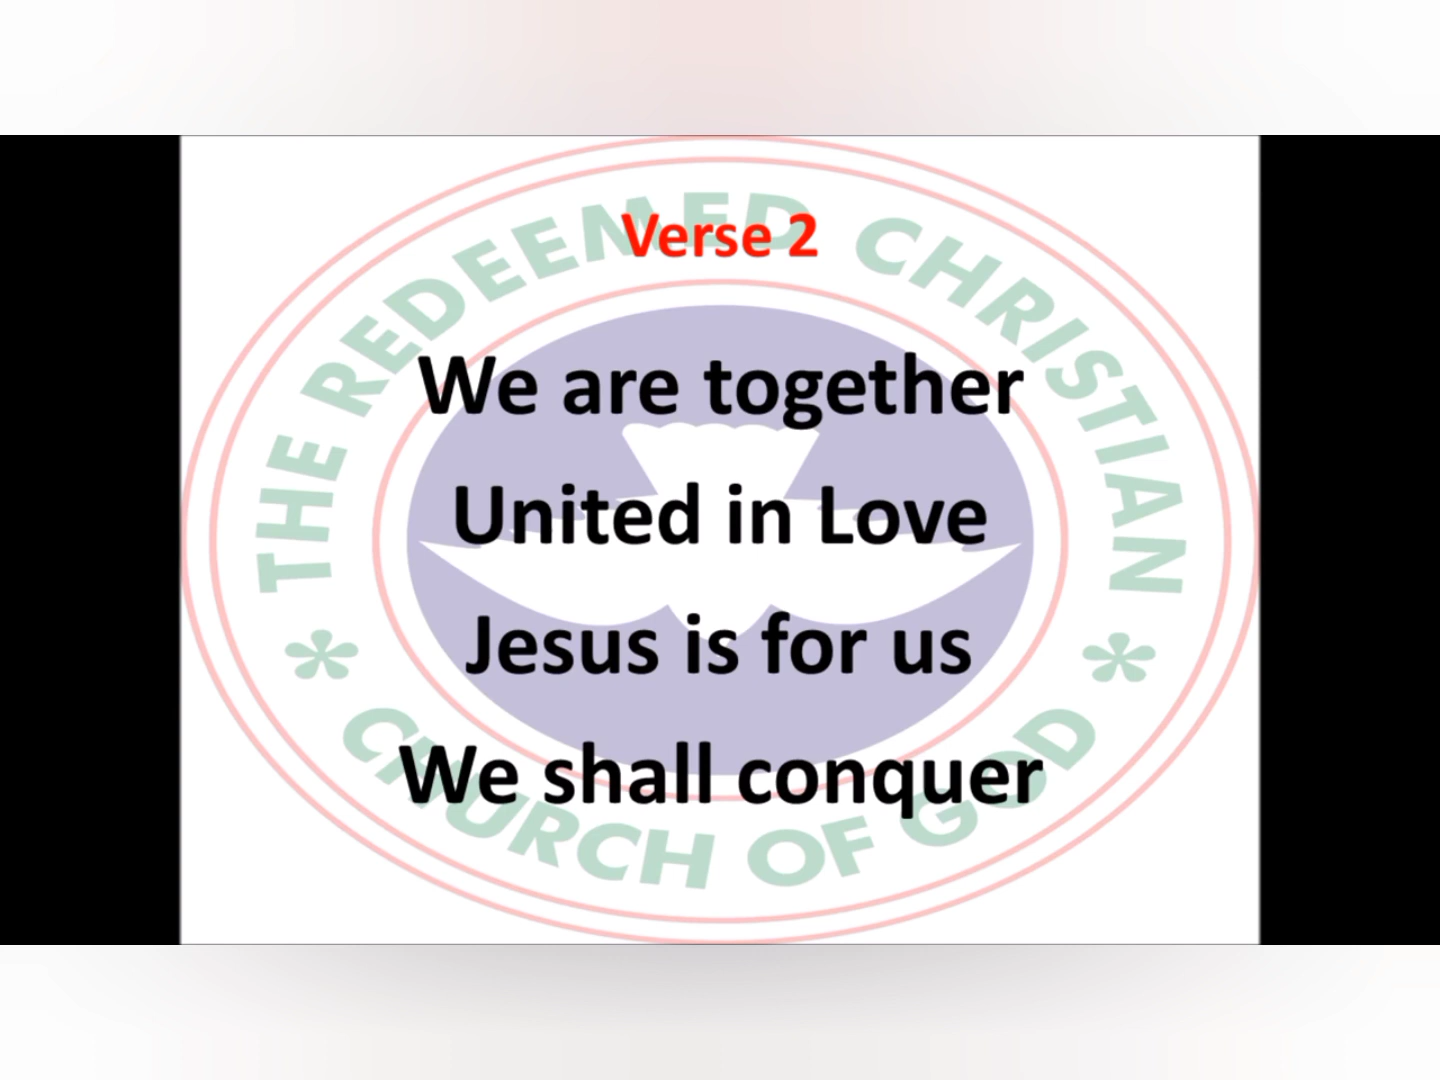 THE REDEEMED CHRISTIAN
Verse 2
We are together
United in Love
Jesus is for us
We shall conquer
* CHURCH OF GOD *